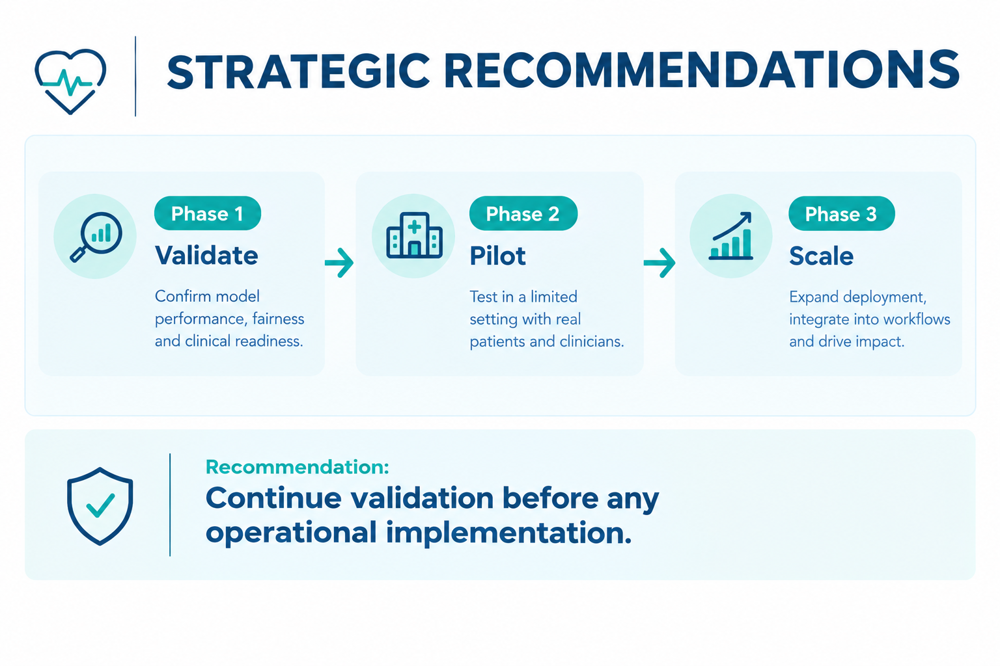 STRATEGIC RECOMMENDATIONS
Phase 1
Validate
Confirm model
performance, fairness
and clinical readiness.
Phase 2
Pilot
Test in a limited
setting with real
patients and clinicians.
Phase 3
Scale
Expand deployment,
integrate into workflows
and drive impact.
Recommendation:
Continue validation before any
operational implementation.